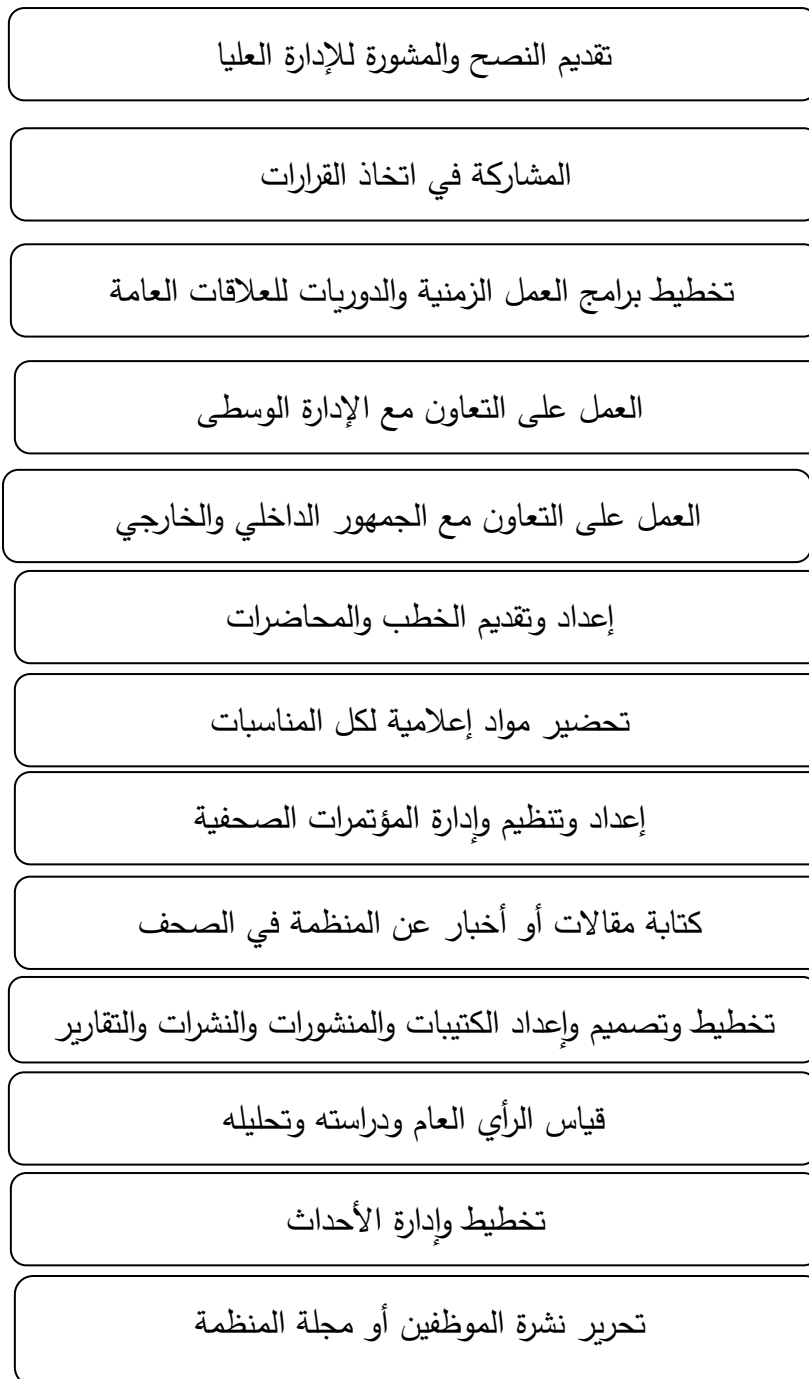 تقديم النصح والمشورة للإدارة العليا
المشاركة في اتخاذ القرارات
تخطيط برامج العمل الزمنية والدوريات للعلاقات العامة
العمل على التعاون مع الإدارة الوسطى
العمل على التعاون مع الجمهور الداخلي والخارجي
إعداد وتقديم الخطب والمحاضرات
تحضير مواد إعلامية لكل المناسبات
إعداد وتنظيم وإدارة المؤتمرات الصحفية
كتابة مقالات أو أخبار عن المنظمة في الصحف
تخطيط وتصميم وإعداد الكتيبات والمنشورات والنشرات والتقارير
قياس الرأي العام ودراسته وتحليله
تخطيط وإدارة الأحداث
تحرير نشرة الموظفين أو مجلة المنظمة